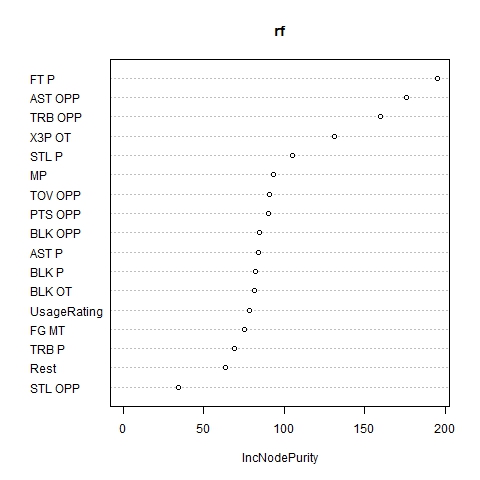 rf
FT P
AST OPP
TRB OPP
X3P OT
STL P
MP
TOV OPP
PTS OPP
BLK OPP
AST P
BLK P
BLK OT
UsageRating
FG MT
TRB P
Rest
STL OPP
0 50 100 150 200
IncNodePurity